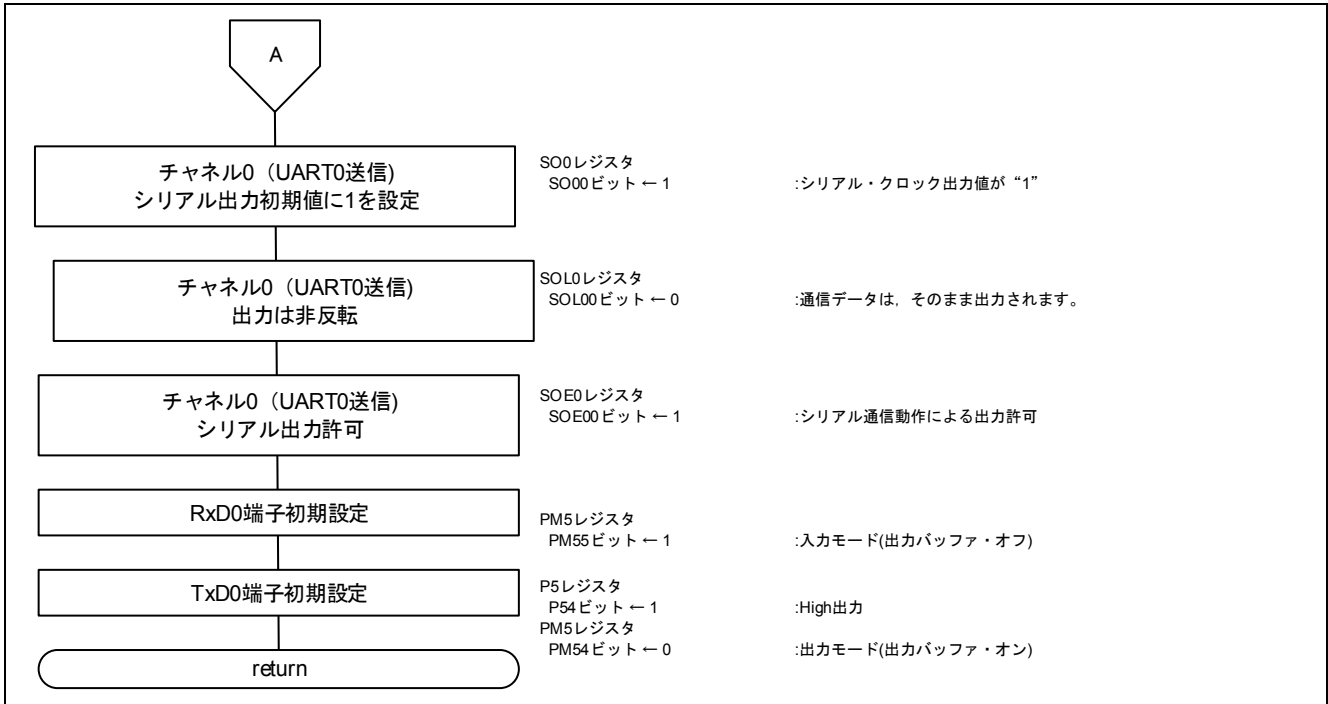 A
チャネル0（UART0送信)
シリアル出力初期値に1を設定
SO0レジスタ
SO00ビット ← 1 :シリアル・クロック出力値が“1”
チャネル0（UART0送信)
出力は非反転
SOL0レジスタ
SOL00ビット ← 0 :通信データは，そのまま出力されます。
チャネル0（UART0送信)
シリアル出力許可
SOE0レジスタ
SOE00ビット ← 1 :シリアル通信動作による出力許可
RxD0端子初期設定
PM5レジスタ
PM55ビット ← 1 :入力モード(出力バッファ・オフ)
TxD0端子初期設定
P5レジスタ
P54ビット ← 1 :High出力
PM5レジスタ
PM54ビット ← 0 :出力モード(出力バッファ・オン)
return